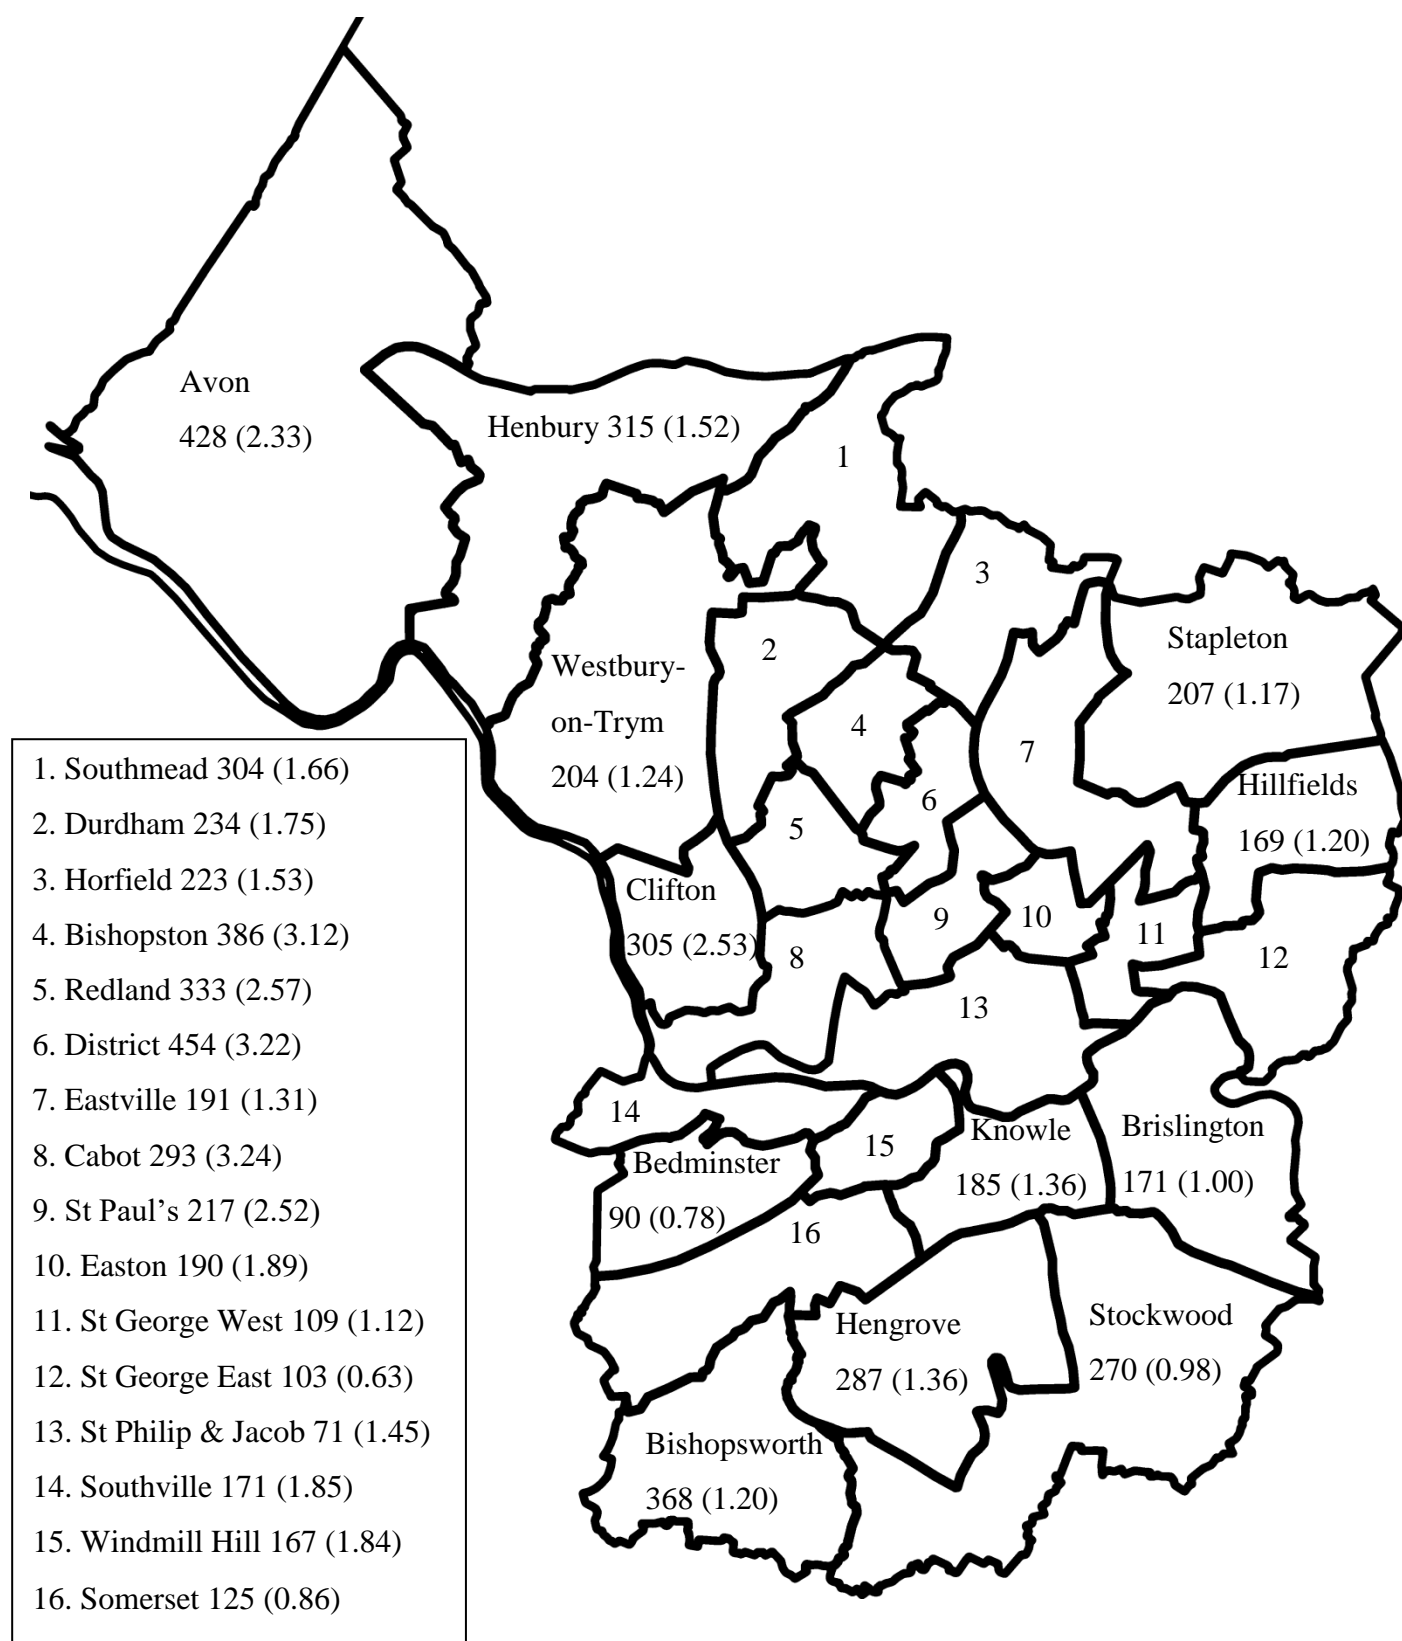 Avon
428 (2.33)
Henbury 315 (1.52)
1
3
2
Stapleton
207 (1.17)
Westbury-
on-Trym
204 (1.24)
4
7
6
5
Hillfields
169 (1.20)
Clifton
305 (2.53)
9
10
11
8
12
13
14
15
Knowle
185 (1.36)
Brislington
171 (1.00)
Bedminster
90 (0.78)
16
Hengrove
287 (1.36)
Stockwood
270 (0.98)
Bishopsworth
368 (1.20)
1. Southmead 304 (1.66)
2. Durdham 234 (1.75)
3. Horfield 223 (1.53)
4. Bishopston 386 (3.12)
5. Redland 333 (2.57)
6. District 454 (3.22)
7. Eastville 191 (1.31)
8. Cabot 293 (3.24)
9. St Paul’s 217 (2.52)
10. Easton 190 (1.89)
11. St George West 109 (1.12)
12. St George East 103 (0.63)
13. St Philip & Jacob 71 (1.45)
14. Southville 171 (1.85)
15. Windmill Hill 167 (1.84)
16. Somerset 125 (0.86)